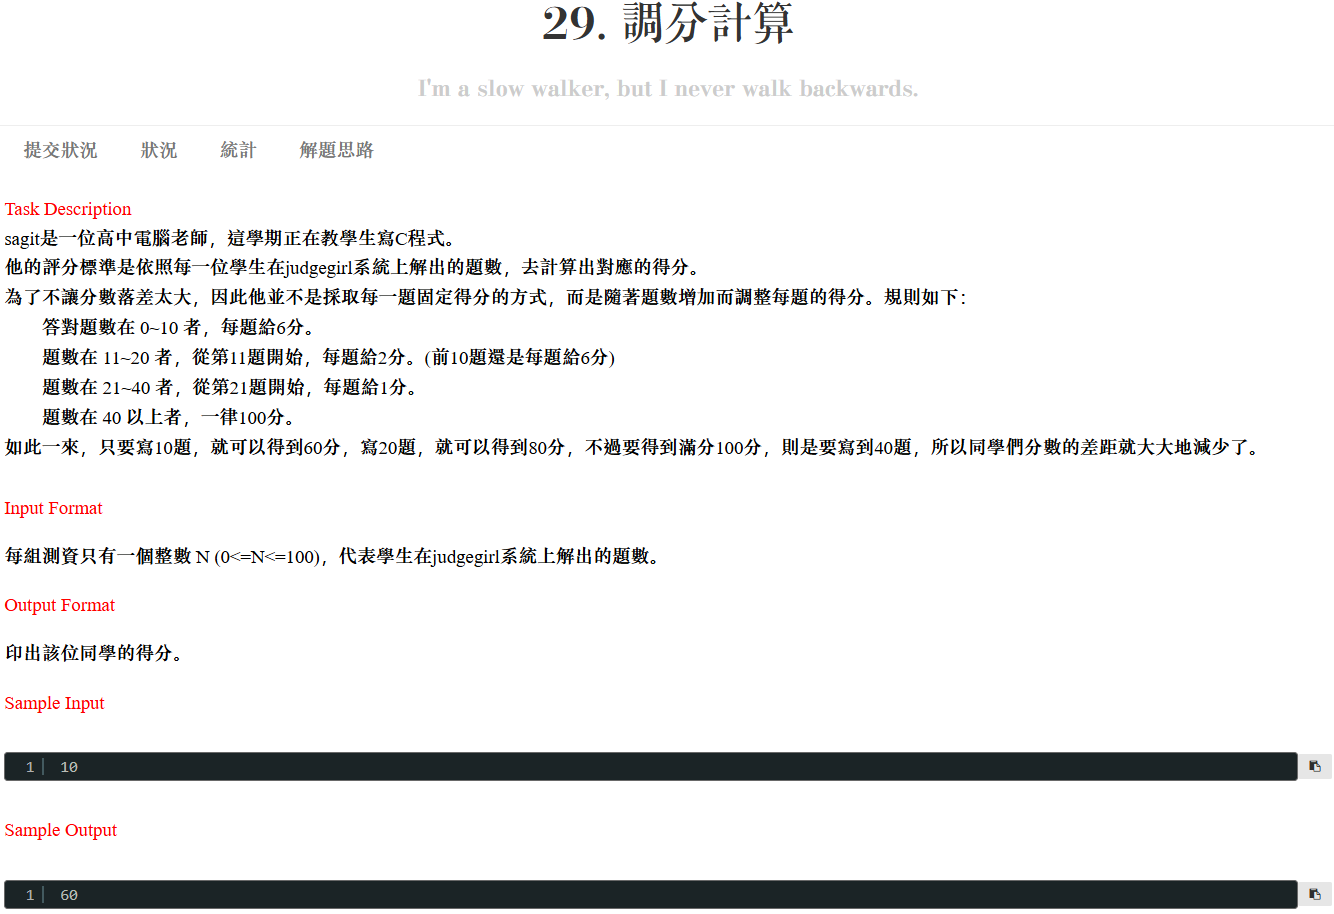 29. 調分計算
I'm a slow walker, but I never walk backwards.
提交狀況 狀況 統計 解題思路
Task Description
sagit是一位高中電腦老師，這學期正在教學生寫C程式。
他的評分標準是依照每一位學生在judgegirl系統上解出的題數，去計算出對應的得分。
為了不讓分數落差太大，因此他並不是採取每一題固定得分的方式，而是隨著題數增加而調整每題的得分。規則如下：
答對題數在 0~10 者，每題給6分。
題數在 11~20 者，從第11題開始，每題給2分。(前10題還是每題給6分)
題數在 21~40 者，從第21題開始，每題給1分。
題數在 40 以上者，一律100分。
如此一來，只要寫10題，就可以得到60分，寫20題，就可以得到80分，不過要得到滿分100分，則是要寫到40題，所以同學們分數的差距就大大地減少了。
Input Format
每組測資只有一個整數 N (0<=N<=100)，代表學生在judgegirl系統上解出的題數。
Output Format
印出該位同學的得分。
Sample Input
1 10
Sample Output
1 60